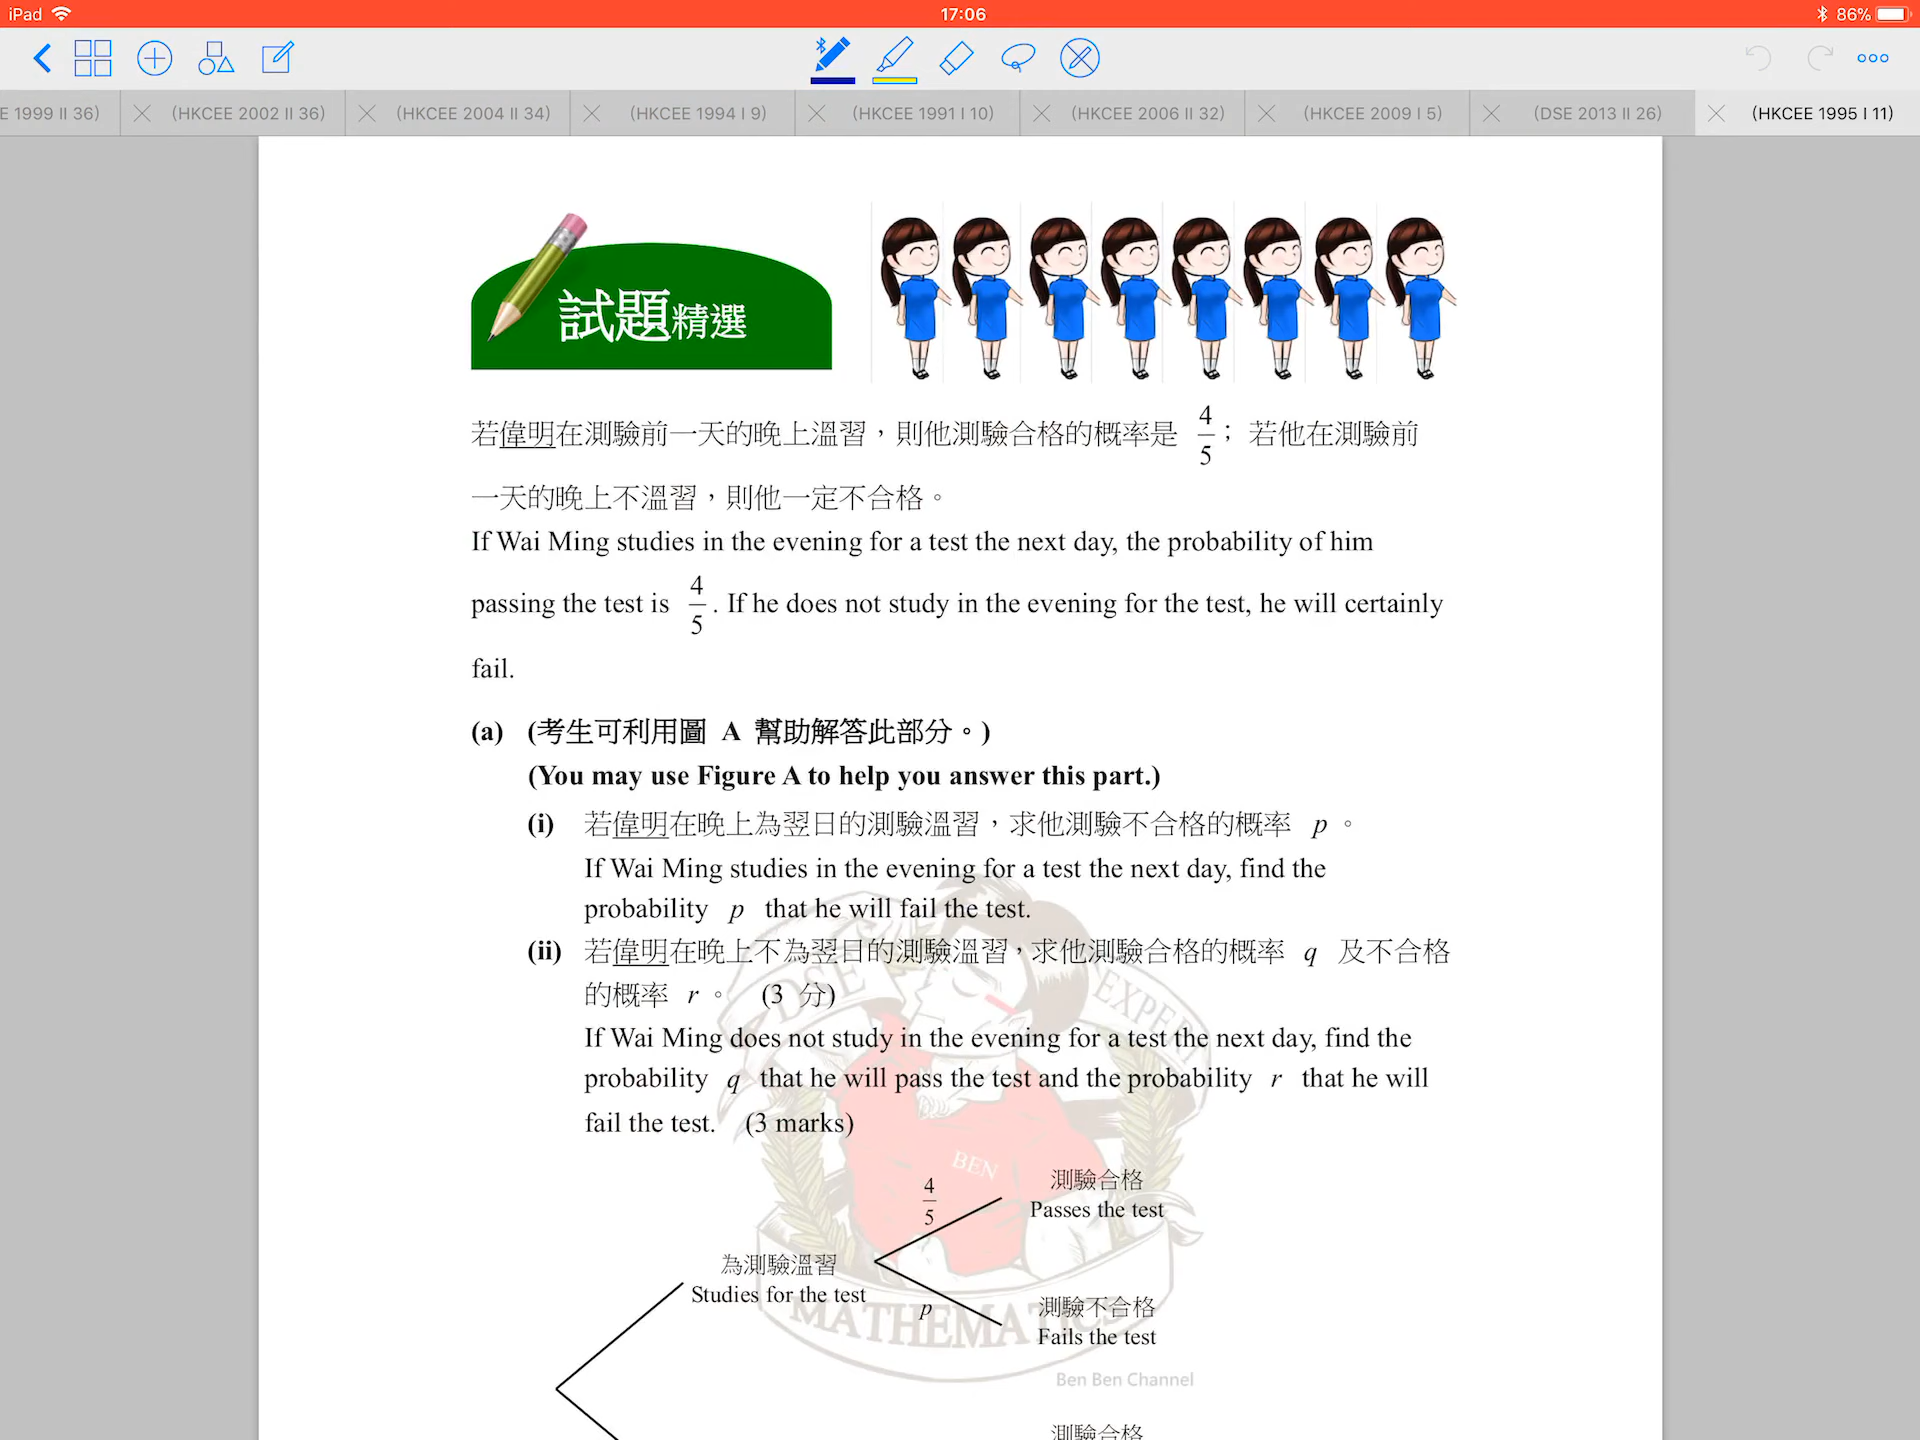 iPad
17:06
86%
E 1999 II 36)
(HKCEE 2002 II 36)
(HKCEE 2004 II 34)
(HKCEE 1994 I 9)
(HKCEE 1991 I 10)
(HKCEE 2006 II 32)
(HKCEE 2009 I 5)
(DSE 2013 II 26)
(HKCEE 1995 I 11)
試題精選
若偉明在測驗前一天的晚上溫習，則他測驗合格的概率是 4/5； 若他在測驗前
一天的晚上不溫習，則他一定不合格。
If Wai Ming studies in the evening for a test the next day, the probability of him
passing the test is 4/5 . If he does not study in the evening for the test, he will certainly
fail.
(a) (考生可利用圖 A 幫助解答此部分。)
(You may use Figure A to help you answer this part.)
(i) 若偉明在晚上為翌日的測驗溫習，求他測驗不合格的概率 p 。
If Wai Ming studies in the evening for a test the next day, find the
probability p that he will fail the test.
(ii) 若偉明在晚上不為翌日的測驗溫習，求他測驗合格的概率 q 及不合格
的概率 r 。 (3 分)
If Wai Ming does not study in the evening for a test the next day, find the
probability q that he will pass the test and the probability r that he will
fail the test. (3 marks)
DSE
EXPERT
BEN
MATHEMATICS
4/5
測驗合格
Passes the test
為測驗溫習
Studies for the test
p
測驗不合格
Fails the test
Ben Ben Channel
測驗合格